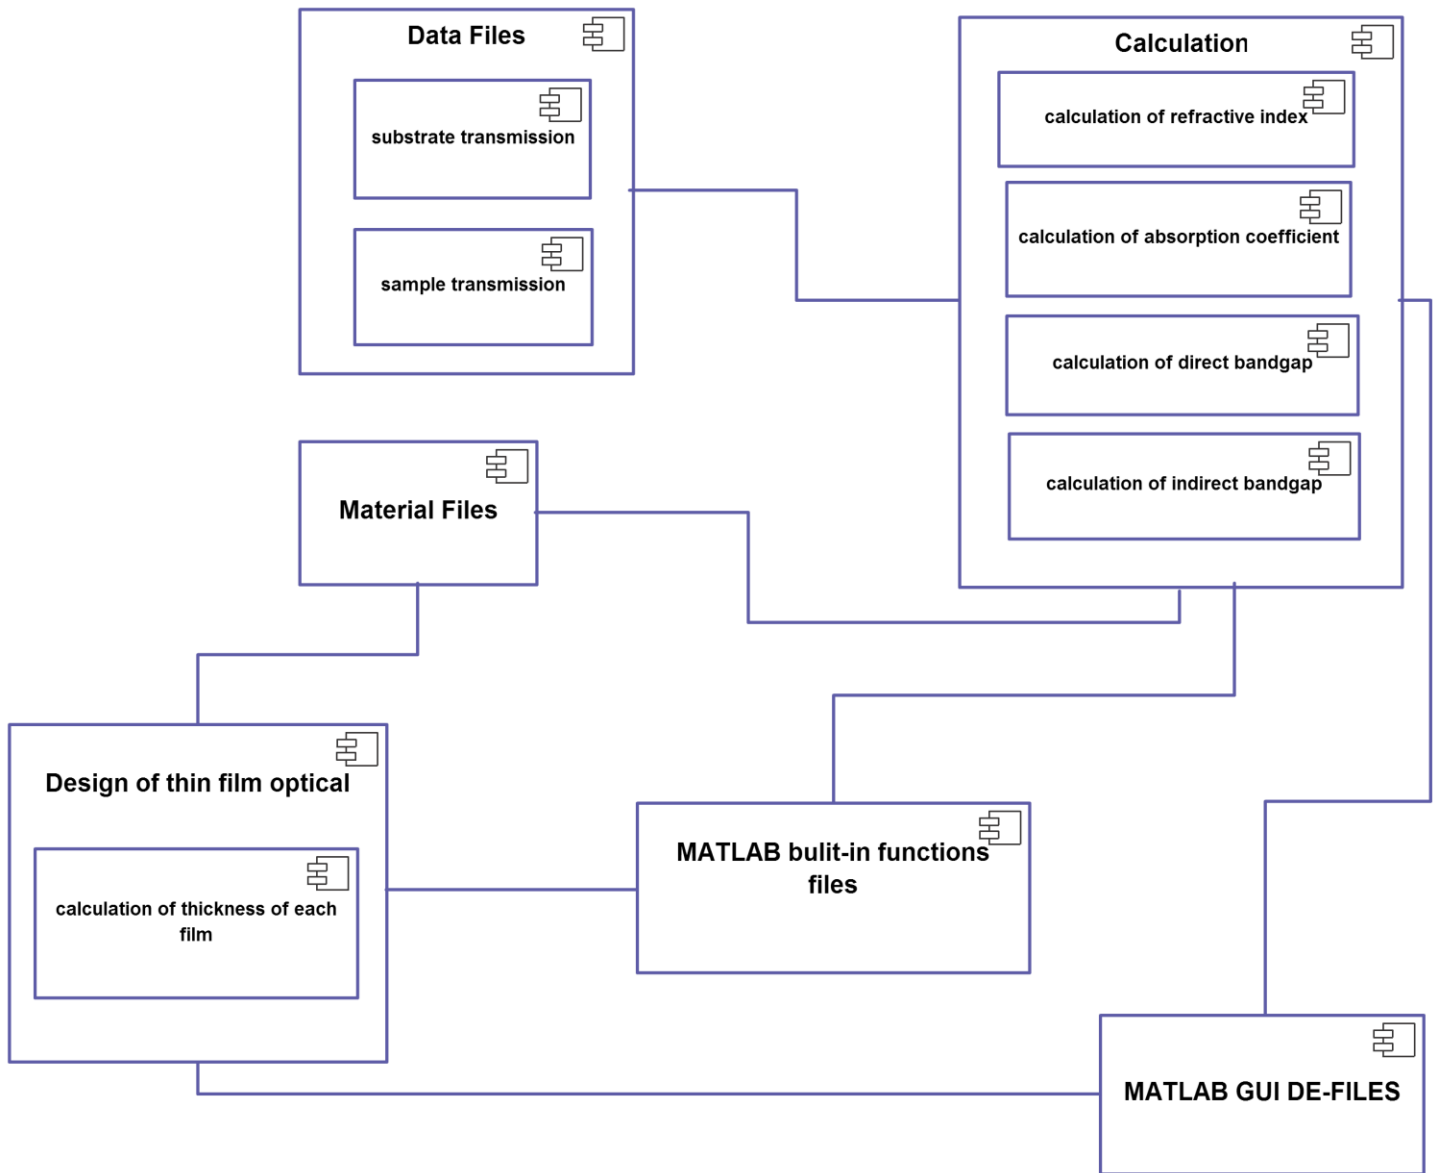 Data Files
substrate transmission
sample transmission
Calculation
calculation of refractive index
calculation of absorption coefficient
calculation of direct bandgap
calculation of indirect bandgap
Material Files
Design of thin film optical
calculation of thickness of each
film
MATLAB bulit-in functions
files
MATLAB GUI DE-FILES